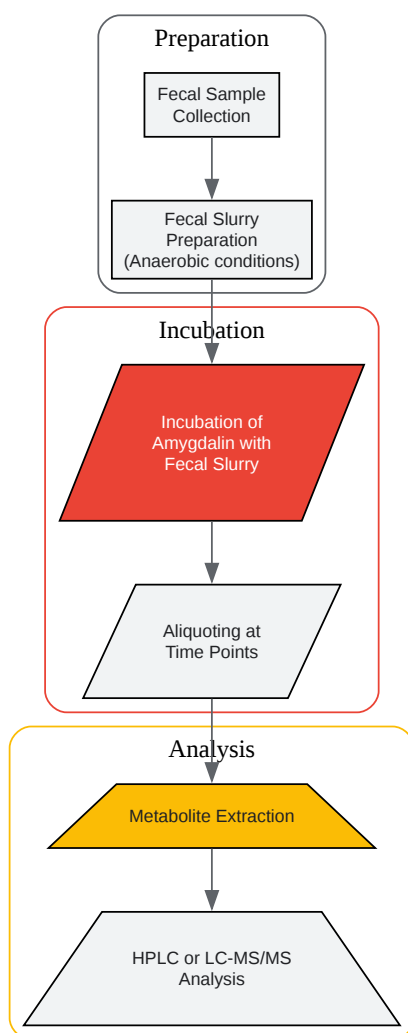 Preparation
Fecal Sample
Collection
Fecal Slurry
Preparation
(Anaerobic conditions)
Incubation
Incubation of
Amygdalin with
Fecal Slurry
Aliquoting at
Time Points
Analysis
Metabolite Extraction
HPLC or LC-MS/MS
Analysis